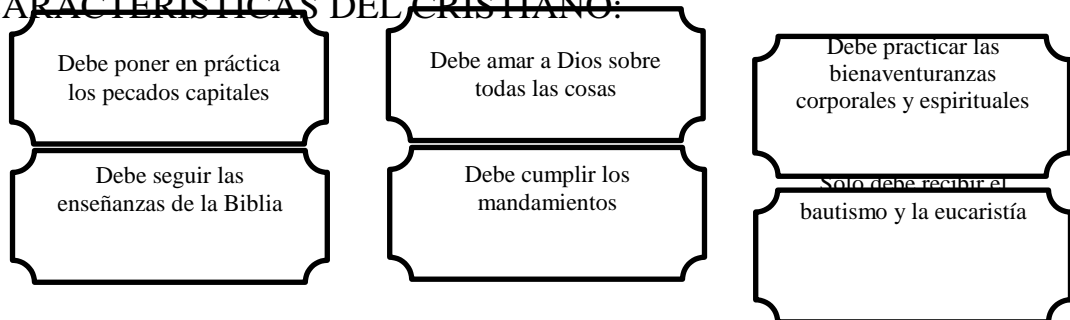 ARACTERÍSTICAS DEL CRISTIANO:
Debe poner en práctica
los pecados capitales
Debe amar a Dios sobre
todas las cosas
Debe practicar las
bienaventuranzas
corporales y espirituales
Debe seguir las
enseñanzas de la Biblia
Debe cumplir los
mandamientos
Solo debe recibir el
bautismo y la eucaristía